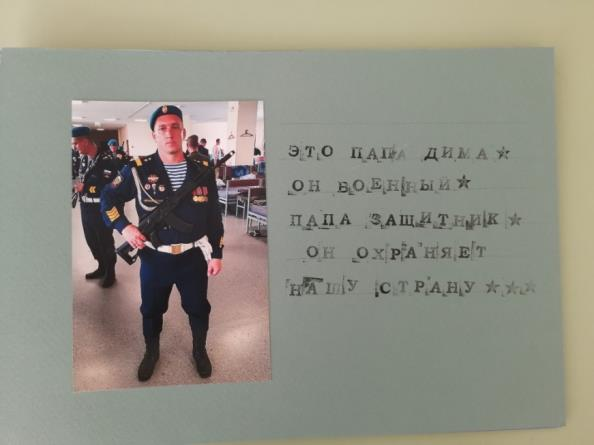 ЭТО ПАПА ДИМА ★
ОН ВОЕННЫЙ ★
ПАПА ЗАЩИТНИК ★
ОН ОХРАНЯЕТ
НАШУ СТРАНУ ★★★